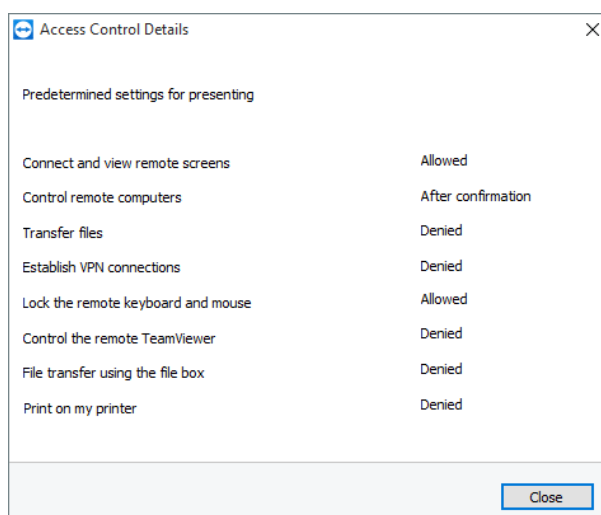 Access Control Details
Predetermined settings for presenting
Connect and view remote screens Allowed
Control remote computers After confirmation
Transfer files Denied
Establish VPN connections Denied
Lock the remote keyboard and mouse Allowed
Control the remote TeamViewer Denied
File transfer using the file box Denied
Print on my printer Denied
Close